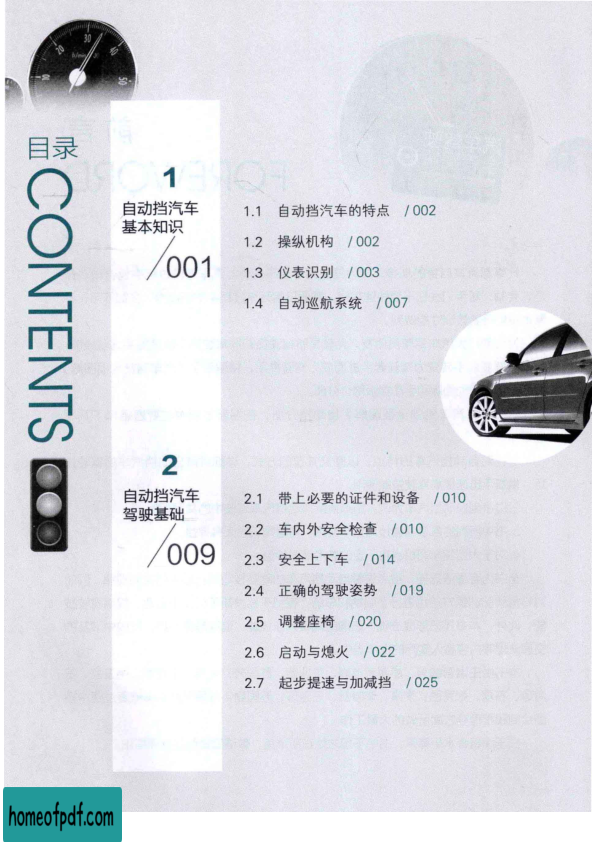 目录
CONTENTS
1
自动挡汽车
基本知识
/001
1.1 自动挡汽车的特点 /002
1.2 操纵机构 /002
1.3 仪表识别 /003
1.4 自动巡航系统 /007
2
自动挡汽车
驾驶基础
/009
2.1 带上必要的证件和设备 /010
2.2 车内外安全检查 /010
2.3 安全上下车 /014
2.4 正确的驾驶姿势 /019
2.5 调整座椅 /020
2.6 启动与熄火 /022
2.7 起步提速与加减挡 /025
homeofpdf.com